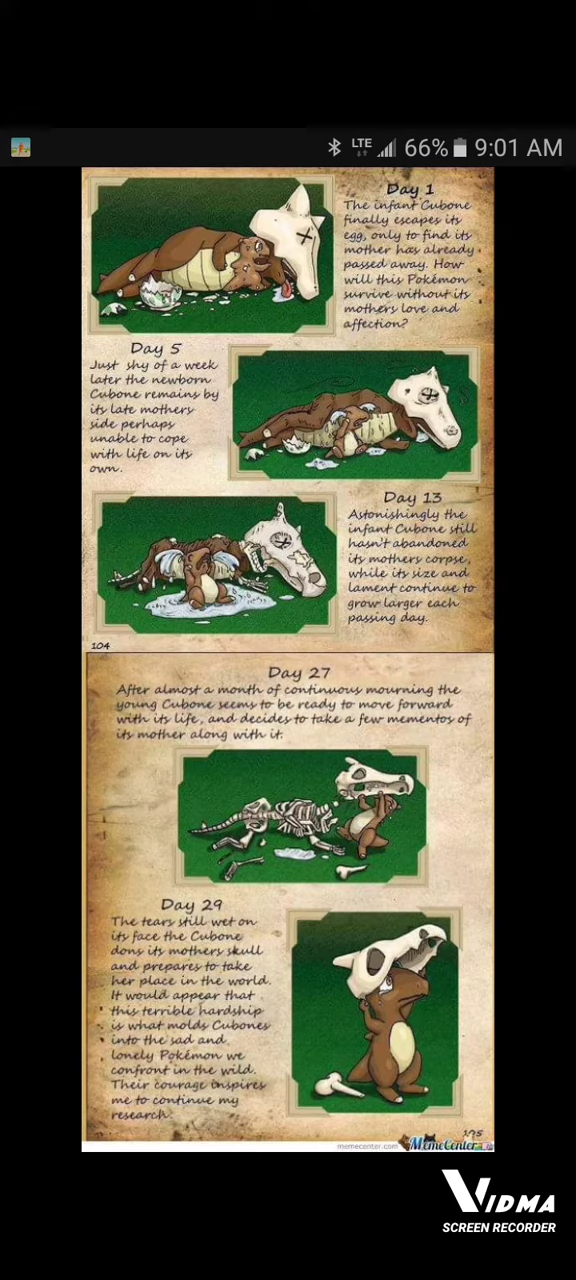 LTE 66% 9:01 AM
Day 1
The infant Cubone
finally escapes its
egg, only to find its
mother has already
passed away. How
will this Pokémon
survive without its
mothers love and
affection?
Day 5
Just shy of a week
later the newborn
Cubone remains by
its late mothers
side perhaps
unable to cope
with life on its
own.
Day 13
Astonishingly the
infant Cubone still
hasn't abandoned
its mothers corpse,
while its size and
lament continue to
grow larger each
passing day.
104
Day 27
After almost a month of continuous mourning the
young Cubone seems to be ready to move forward
with its life, and decides to take a few mementos of
its mother along with it.
Day 29
The tears still wet on
its face the Cubone
dons its mothers skull
and prepares to take
her place in the world.
It would appear that
this terrible hardship
is what molds Cubones
into the sad and
lonely Pokémon we
confront in the wild.
Their courage inspires
me to continue my
research.
memecenter.com MemeCenter
VIDMA
SCREEN RECORDER